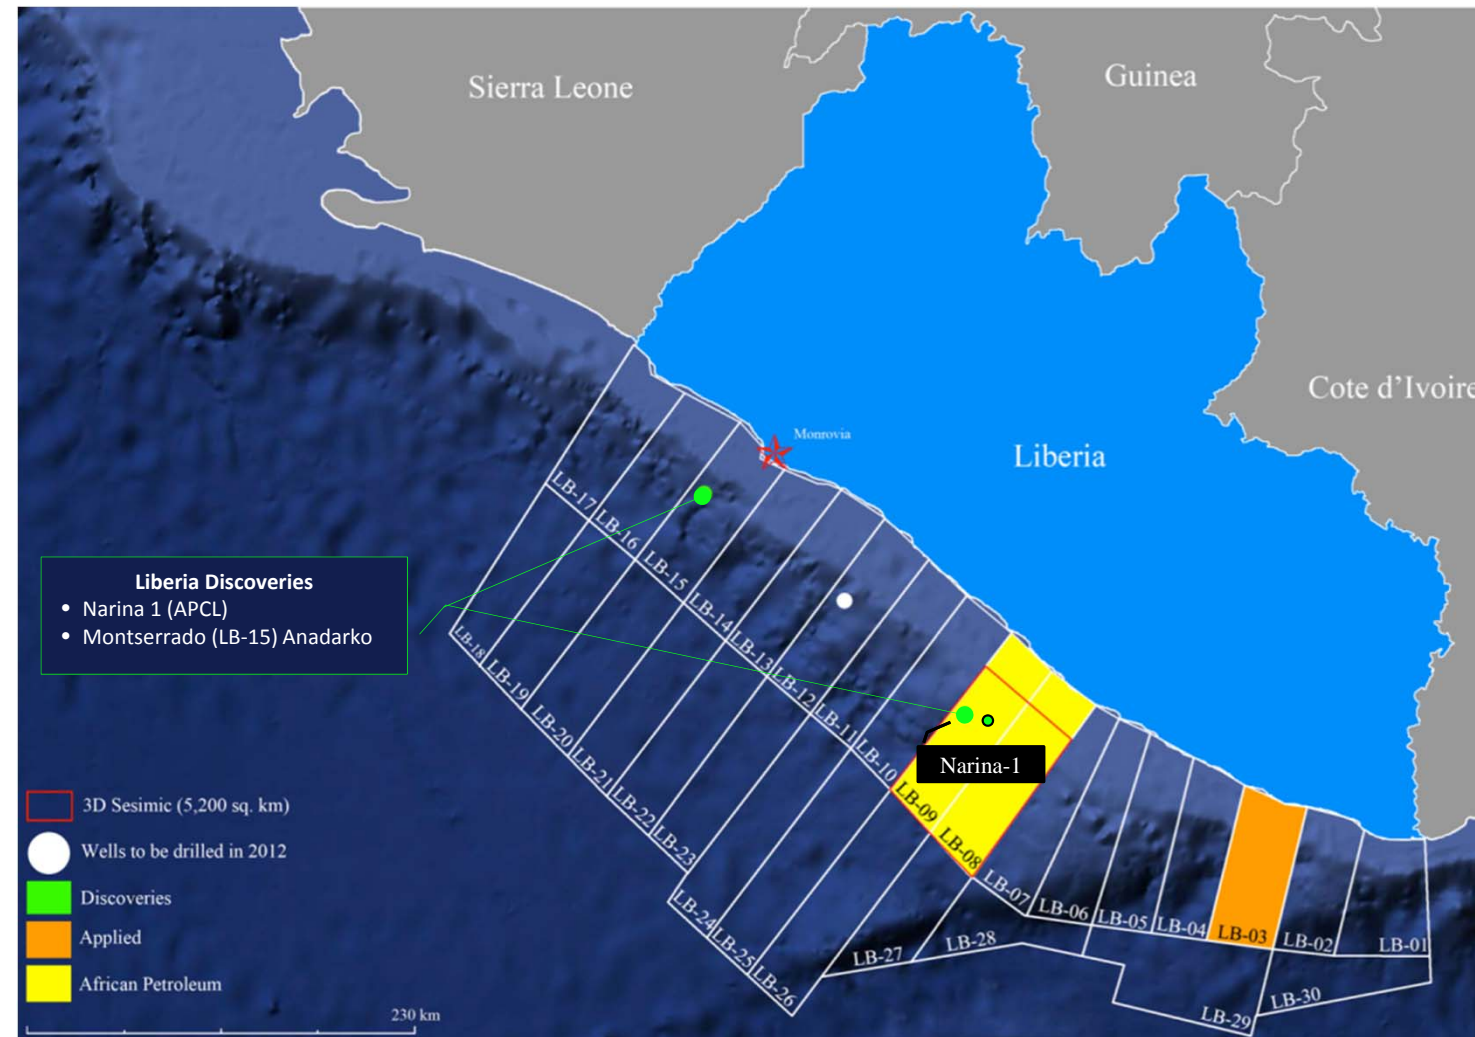 Sierra Leone
Guinea
Cote d’Ivoire
Monrovia
Liberia
LB-17
LB-16
LB-15
LB-14
LB-13
LB-12
LB-11
LB-10
LB-09
LB-08
LB-07
LB-06
LB-05
LB-04
LB-03
LB-02
LB-01
LB-18
LB-19
LB-20
LB-21
LB-22
LB-23
LB-24
LB-25
LB-26
LB-27
LB-28
LB-29
LB-30
Narina-1
Liberia Discoveries
• Narina 1 (APCL)
• Montserrado (LB-15) Anadarko
3D Sesimic (5,200 sq. km)
Wells to be drilled in 2012
Discoveries
Applied
African Petroleum
230 km